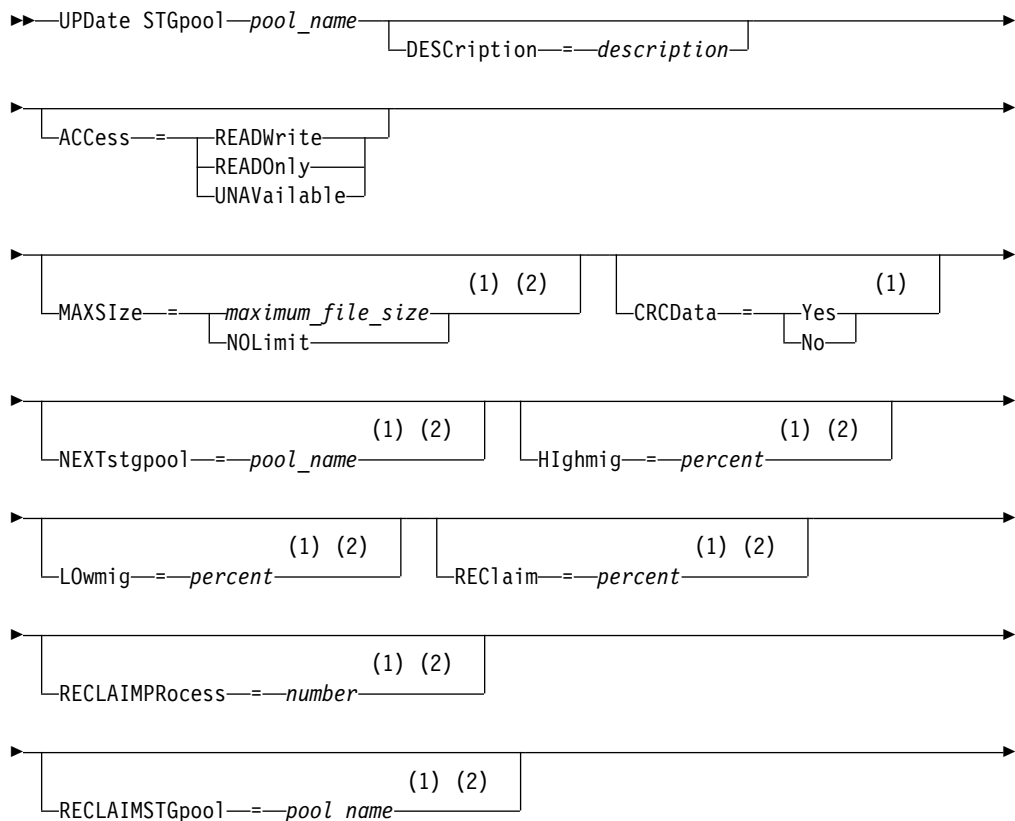 UPDate STGpool pool_name
DESCription = description
ACCess = READWrite
READOnly
UNAVailable
(1) (2) (1)
MAXSIze = maximum_file_size CRCData = Yes
NOLimit No
(1) (2) (1) (2)
NEXTstgpool = pool_name HIghmig = percent
(1) (2) (1) (2)
LOwmig = percent REClaim = percent
(1) (2)
RECLAIMPRocess = number
(1) (2)
RECLAIMSTGpool = pool name